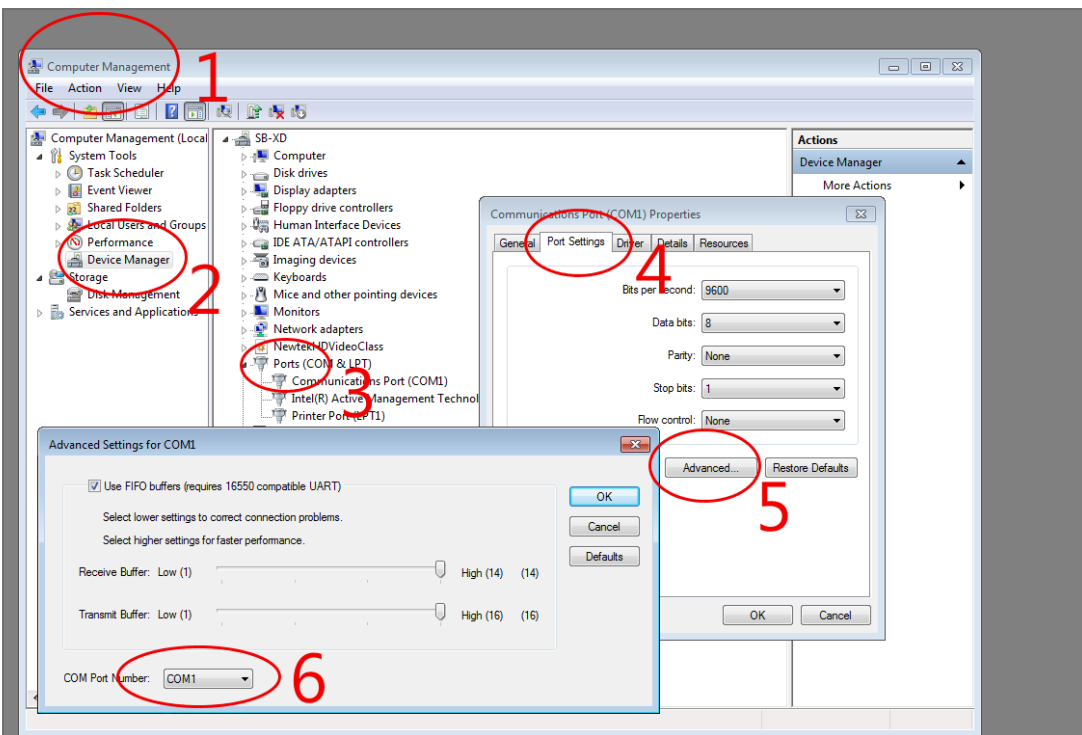 Computer Management
1
File Action View Help
Computer Management (Local
System Tools
Task Scheduler
Event Viewer
Shared Folders
Local Users and Groups
Performance
Device Manager
2
Storage
Disk Management
Services and Applications
SB-XD
Computer
Disk drives
Display adapters
Floppy drive controllers
Human Interface Devices
IDE ATA/ATAPI controllers
Imaging devices
Keyboards
Mice and other pointing devices
Monitors
Network adapters
NewtekHDVideoClass
Ports (COM & LPT)
3
Communications Port (COM1)
Intel(R) Active Management Technol
Printer Port (LPT1)
Actions
Device Manager
More Actions
Communications Port (COM1) Properties
General Port Settings Driver Details Resources
4
Bits per second: 9600
Data bits: 8
Parity: None
Stop bits: 1
Flow control: None
Advanced... Restore Defaults
5
OK Cancel
Advanced Settings for COM1
Use FIFO buffers (requires 16550 compatible UART)
Select lower settings to correct connection problems.
Select higher settings for faster performance.
Receive Buffer: Low (1) High (14) (14)
Transmit Buffer: Low (1) High (16) (16)
OK
Cancel
Defaults
COM Port Number: COM1
6